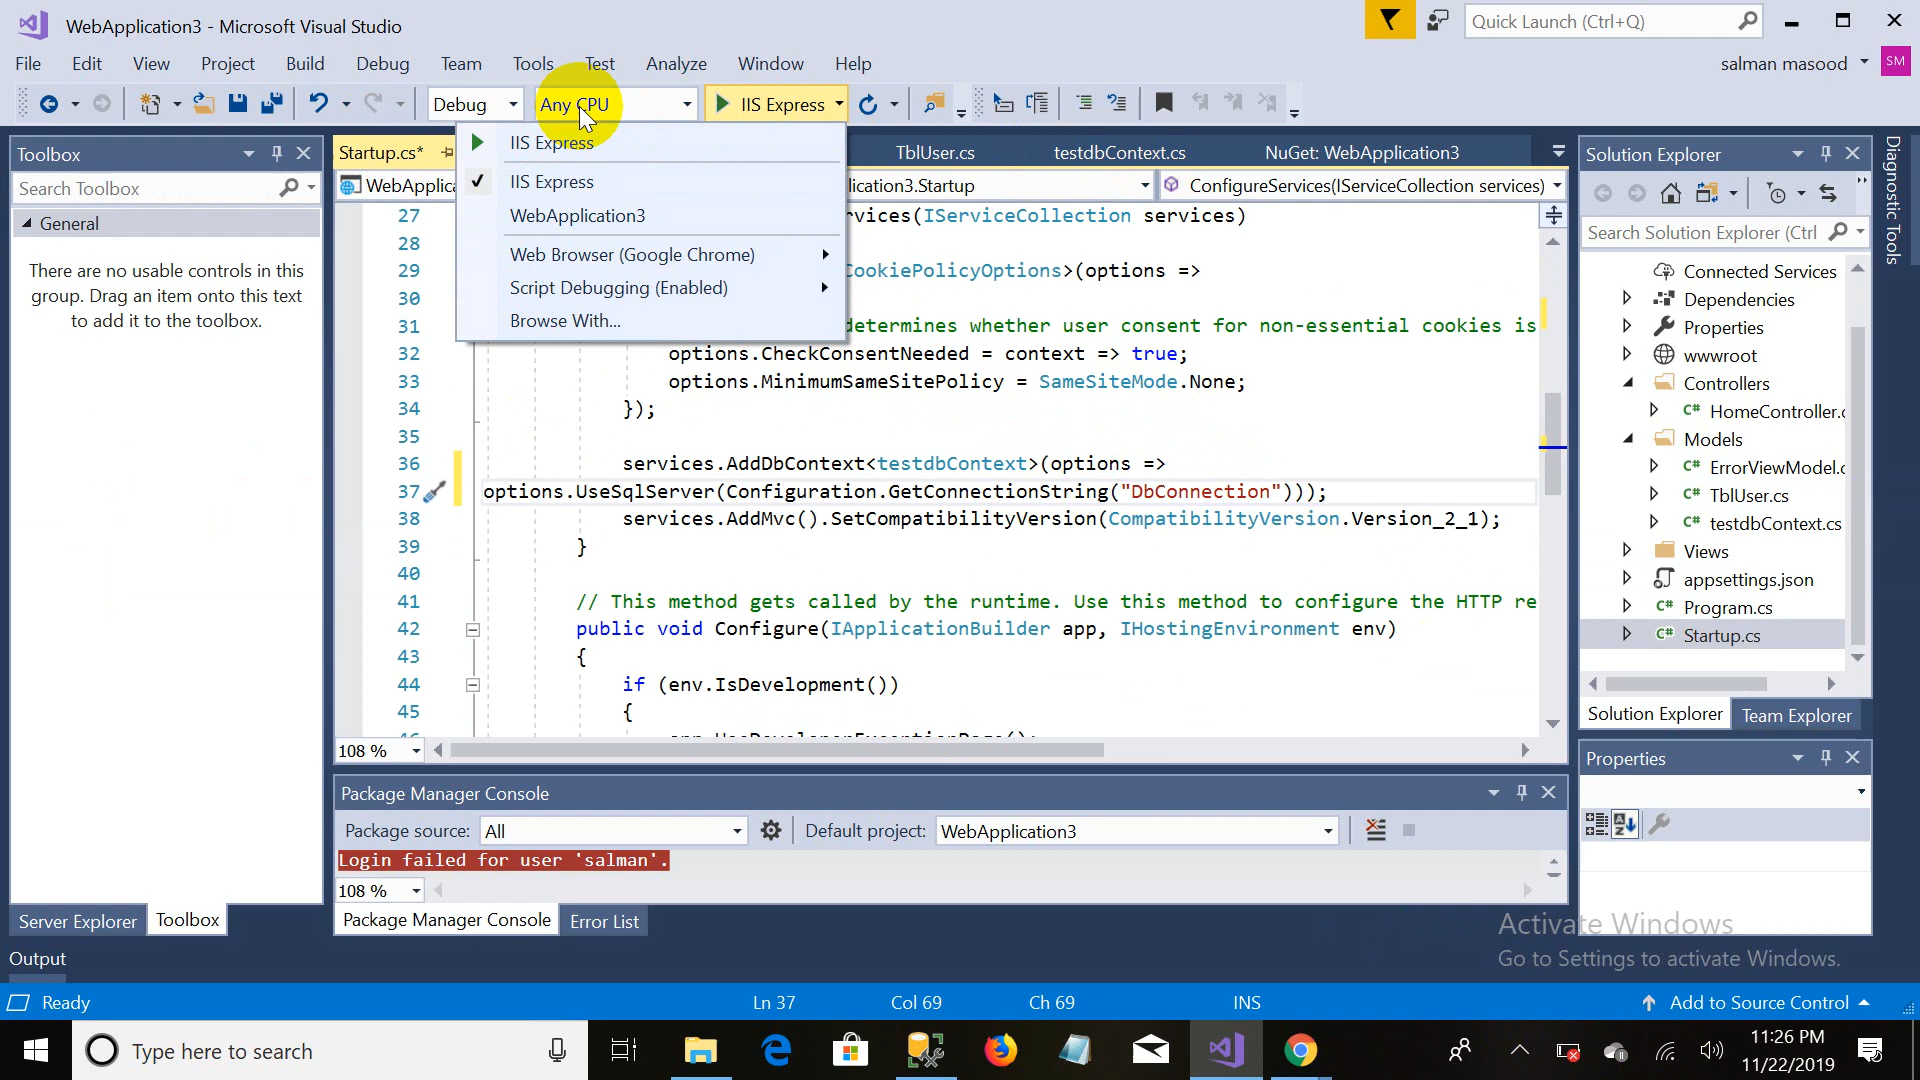 WebApplication3 - Microsoft Visual Studio
Quick Launch (Ctrl+Q)
File Edit View Project Build Debug Team Tools Test Analyze Window Help
salman masood SM
Debug Any CPU IIS Express
IIS Express
IIS Express
WebApplication3
Web Browser (Google Chrome)
Script Debugging (Enabled)
Browse With...
Toolbox
Search Toolbox
General
There are no usable controls in this
group. Drag an item onto this text
to add it to the toolbox.
Server Explorer Toolbox
Startup.cs* TblUser.cs testdbContext.cs NuGet: WebApplication3
WebApplica lication3.Startup ConfigureServices(IServiceCollection services)
27 rvices(IServiceCollection services)
28
29 CookiePolicyOptions>(options =>
30
31 determines whether user consent for non-essential cookies is
32 options.CheckConsentNeeded = context => true;
33 options.MinimumSameSitePolicy = SameSiteMode.None;
34 });
35
36 services.AddDbContext<testdbContext>(options =>
37 options.UseSqlServer(Configuration.GetConnectionString("DbConnection")));
38 services.AddMvc().SetCompatibilityVersion(CompatibilityVersion.Version_2_1);
39 }
40
41 // This method gets called by the runtime. Use this method to configure the HTTP re
42 public void Configure(IApplicationBuilder app, IHostingEnvironment env)
43 {
44 if (env.IsDevelopment())
45 {
108 %
Package Manager Console
Package source: All Default project: WebApplication3
Login failed for user 'salman'.
108 %
Package Manager Console Error List
Solution Explorer
Search Solution Explorer (Ctrl
Connected Services
Dependencies
Properties
wwwroot
Controllers
C# HomeController.c
Models
C# ErrorViewModel.c
C# TblUser.cs
C# testdbContext.cs
Views
appsettings.json
C# Program.cs
C# Startup.cs
Solution Explorer Team Explorer
Properties
Diagnostic Tools
Activate Windows
Go to Settings to activate Windows.
Output
Ready Ln 37 Col 69 Ch 69 INS Add to Source Control
Type here to search
11:26 PM
11/22/2019